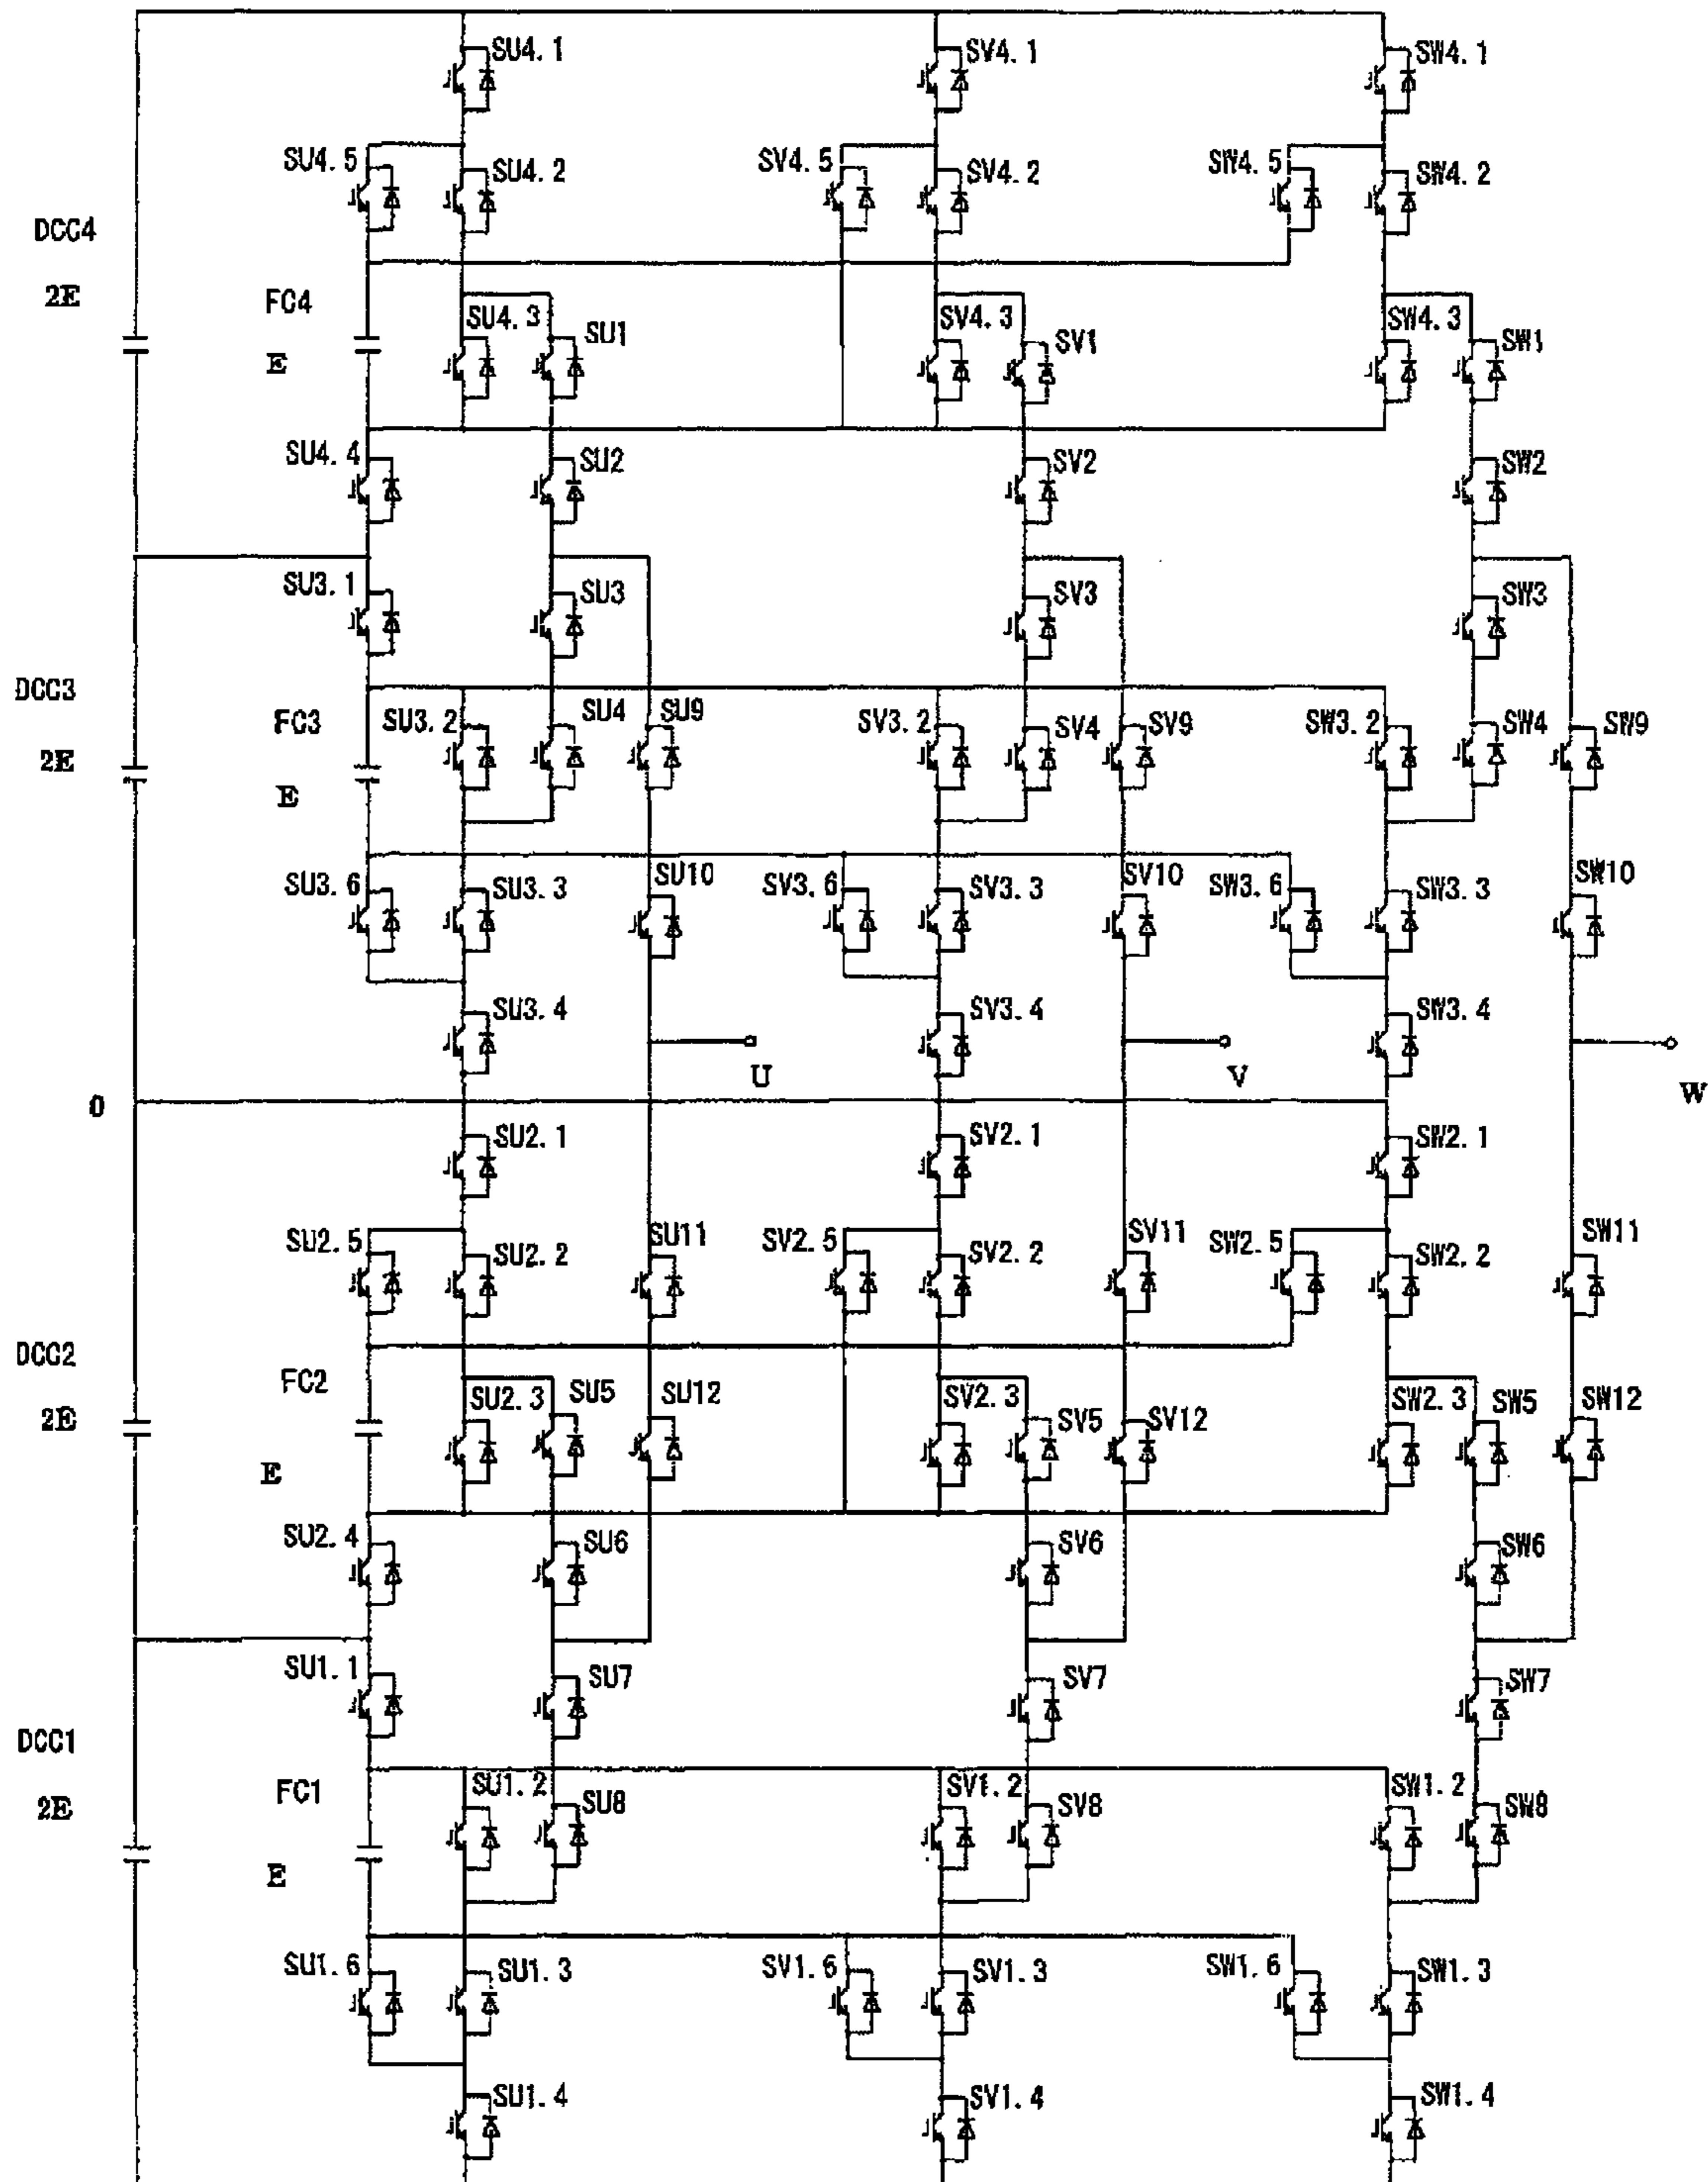 SU4.1 SV4.1 SW4.1
SU4.5 SU4.2 SV4.5 SV4.2 SW4.5 SW4.2
DCC4
2E FC4
SU4.3 SU1 SV4.3 SV1 SW4.3 SW1
E
SU4.4 SU2 SV2 SW2
SU3.1 SU3 SV3 SW3
DCC3
FC3 SU3.2 SU4 SU9 SV3.2 SV4 SV9 SW3.2 SW4 SW9
2E
E
SU3.6 SU3.3 SU10 SV3.6 SV3.3 SV10 SW3.6 SW3.3 SW10
SU3.4 SV3.4 SW3.4
U V W
0
SU2.1 SV2.1 SW2.1
SU2.5 SU2.2 SU11 SV2.5 SV2.2 SV11 SW2.5 SW2.2 SW11
DCC2
FC2 SU2.3 SU5 SU12 SV2.3 SV5 SV12 SW2.3 SW5 SW12
2E
E
SU2.4 SU6 SV6 SW6
SU1.1 SU7 SV7 SW7
DCC1
FC1 SU1.2 SU8 SV1.2 SV8 SW1.2 SW8
2E
E
SU1.6 SU1.3 SV1.6 SV1.3 SW1.6 SW1.3
SU1.4 SV1.4 SW1.4